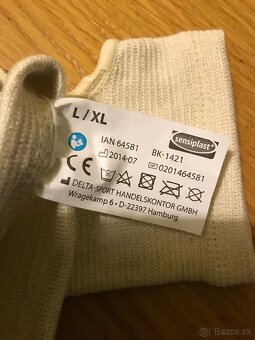 L / XL
sensiplast®
IAN 64581
BK-1421
2014-07
0201464581
CE
DELTA-SPORT HANDELSKONTOR GMBH
Wragekamp 6 • D-22397 Hamburg
Bazos.sk